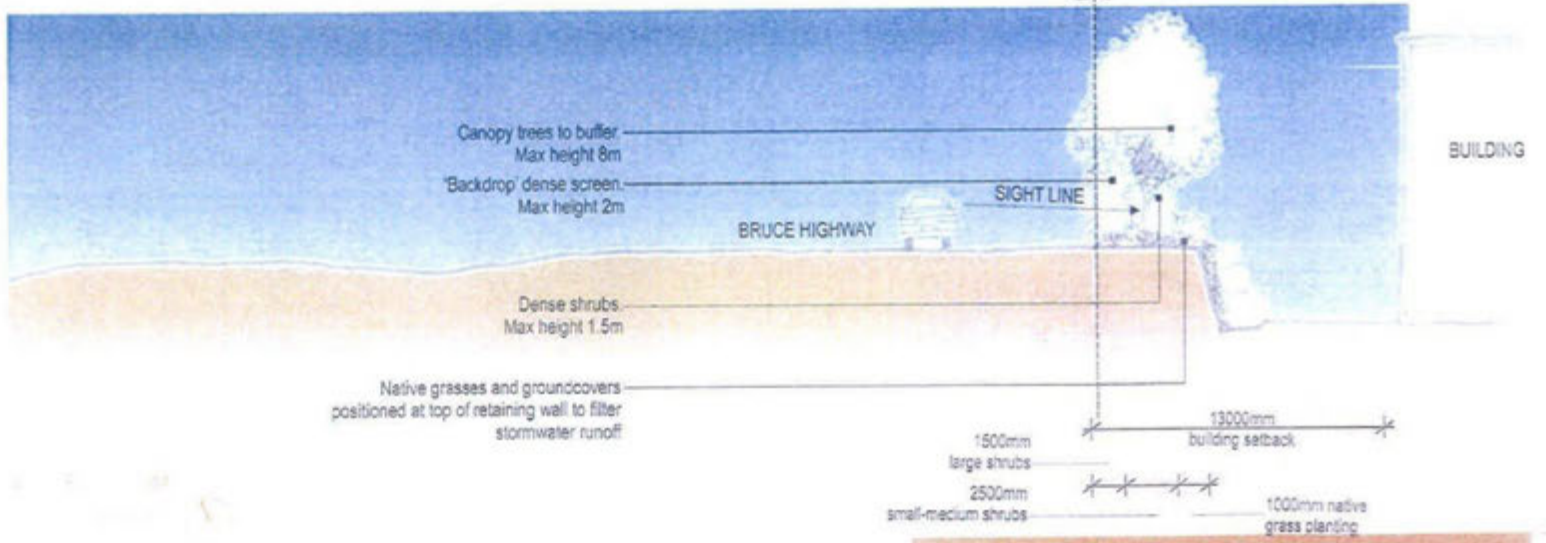 Canopy trees to buffer.
Max height 8m
'Backdrop' dense screen.
Max height 2m
SIGHT LINE
BUILDING
BRUCE HIGHWAY
Dense shrubs.
Max height 1.5m
Native grasses and groundcovers
positioned at top of retaining wall to filter
stormwater runoff
13000mm
building setback
1500mm
large shrubs
2500mm
small-medium shrubs
1000mm native
grass planting